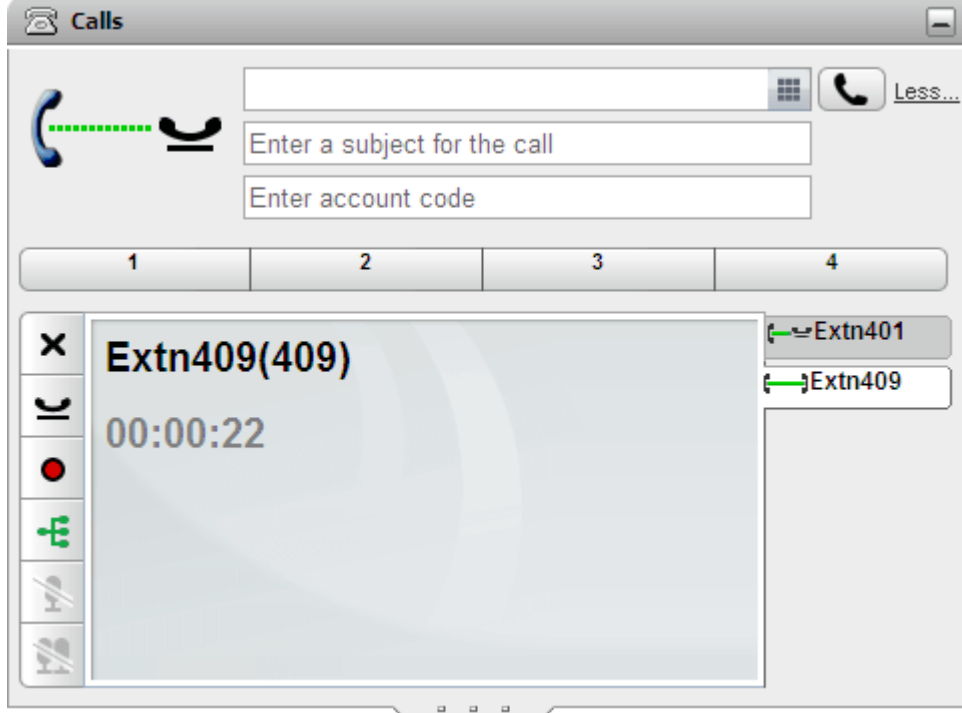 Calls
Less...
Enter a subject for the call
Enter account code
1 2 3 4
Extn401
Extn409(409)
Extn409
00:00:22